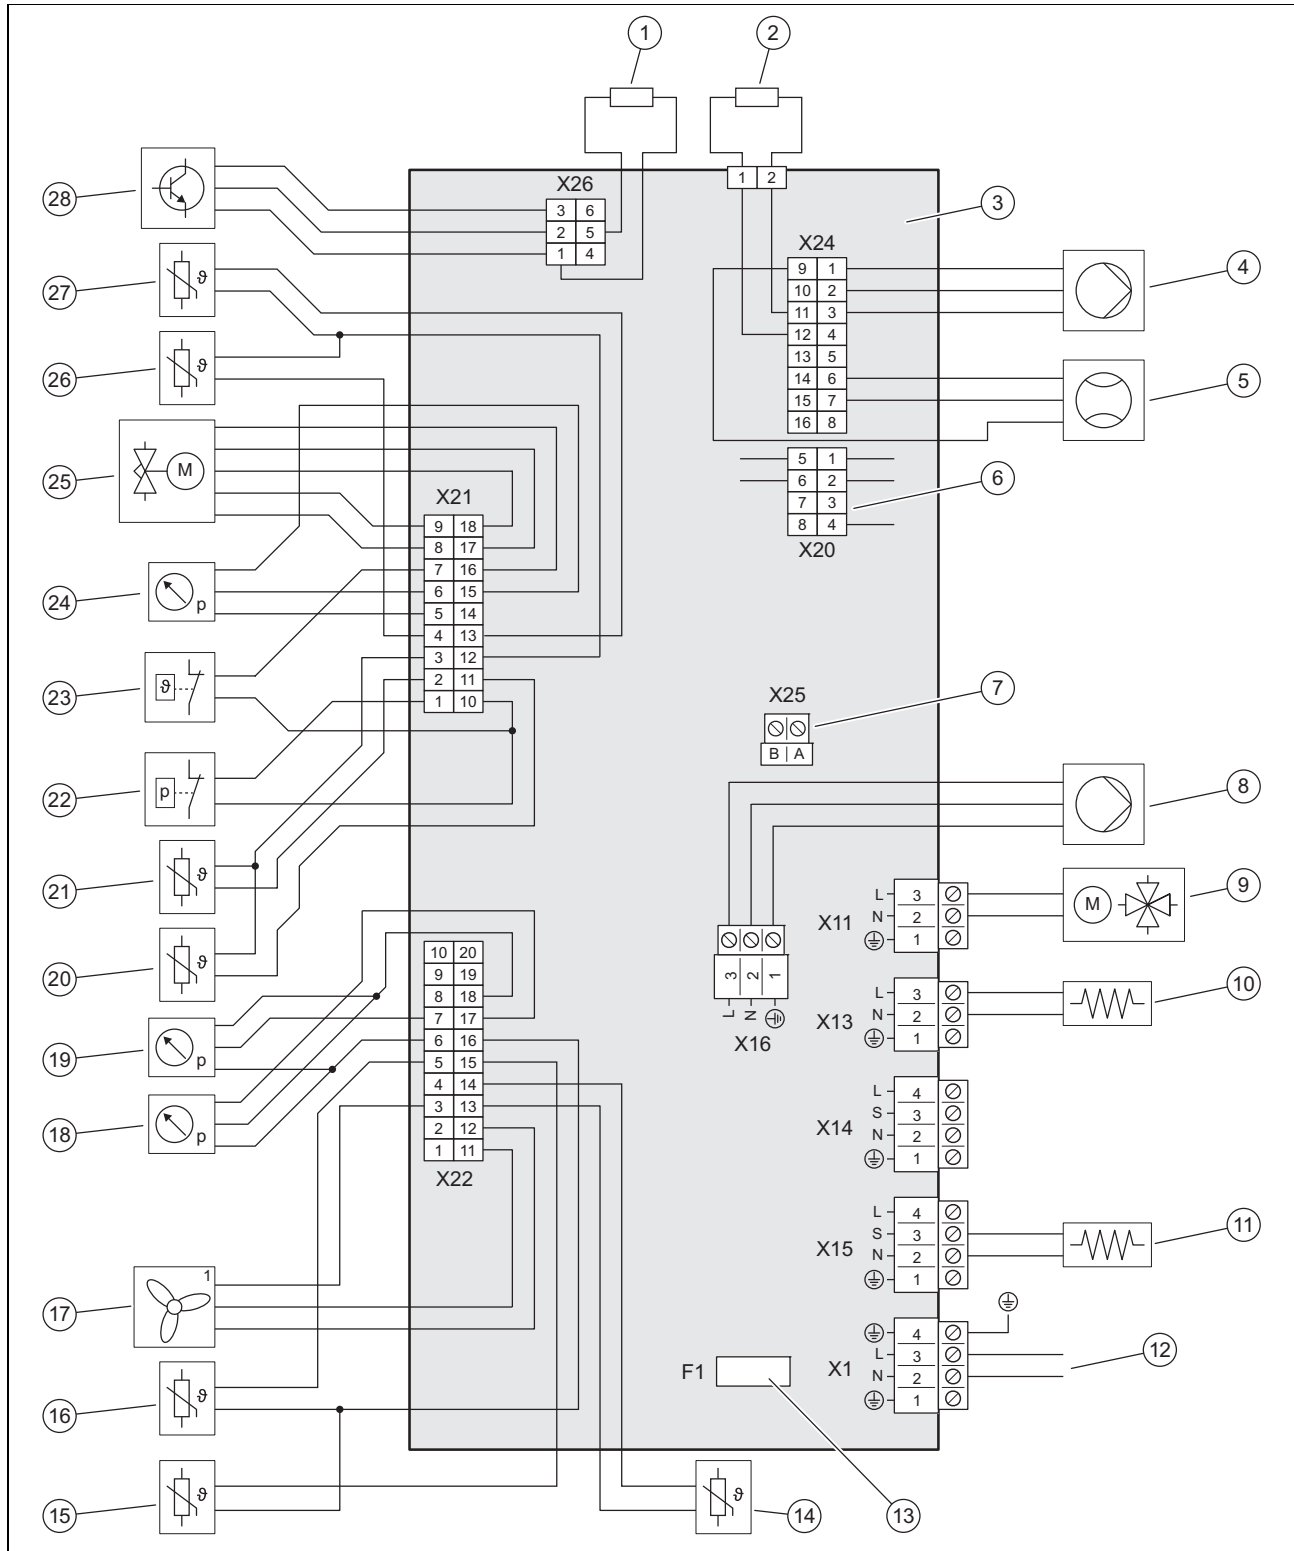 1
2
28
X26
3 6
2 5
1 4
1 2
3
X24
9 1
10 2
11 3
12 4
13 5
14 6
15 7
16 8
4
27
ϑ
26
ϑ
5
25
M
5 1
6 2
7 3
8 4
X20
6
X21
9 18
8 17
7 16
6 15
5 14
4 13
3 12
2 11
1 10
24
p
23
ϑ
X25
B A
7
22
p
8
21
ϑ
20
ϑ
X11
L 3
N 2
1
M
9
3 2 1
L N
X16
10 20
9 19
8 18
7 17
6 16
5 15
4 14
3 13
2 12
1 11
X22
19
p
18
p
X13
L 3
N 2
1
10
X14
L 4
S 3
N 2
1
X15
L 4
S 3
N 2
1
11
17
1
F1
X1
4
L 3
N 2
1
12
16
ϑ
15
ϑ
ϑ
14
13